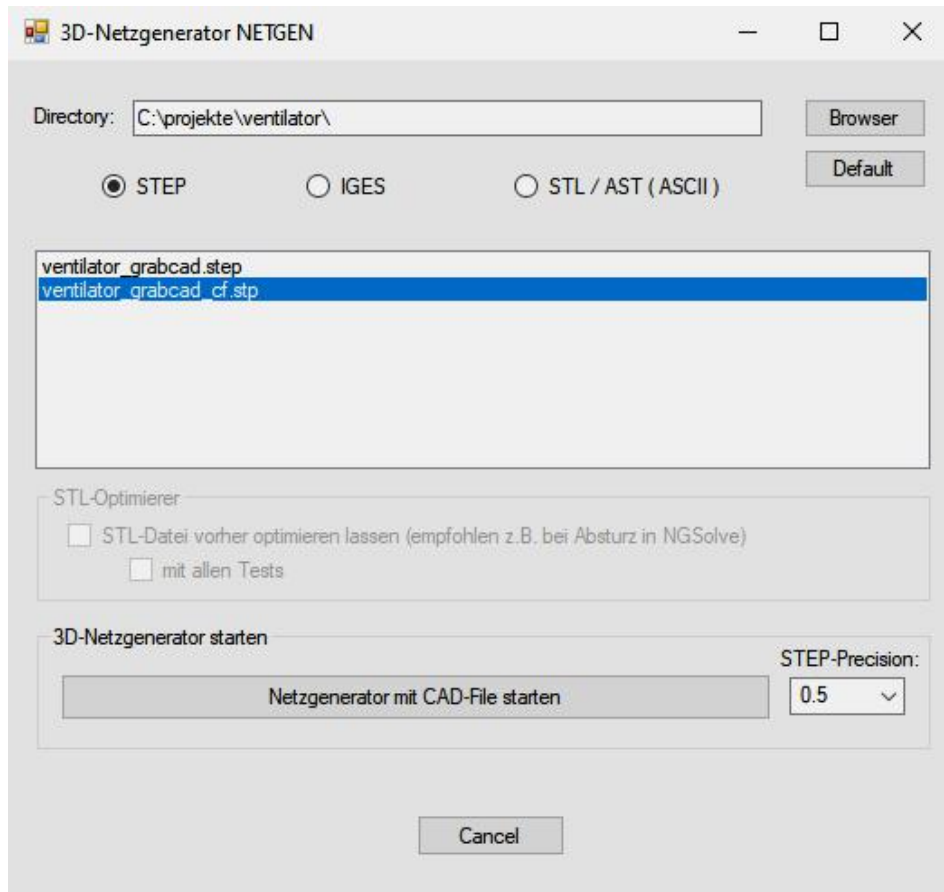 3D-Netzgenerator NETGEN
Directory: C:\projekte\ventilator\ Browser
Default
STEP IGES STL / AST ( ASCII )
ventilator_grabcad.step
ventilator_grabcad_cf.stp
STL-Optimierer
STL-Datei vorher optimieren lassen (empfohlen z.B. bei Absturz in NGSolve)
mit allen Tests
3D-Netzgenerator starten
STEP-Precision:
Netzgenerator mit CAD-File starten 0.5
Cancel